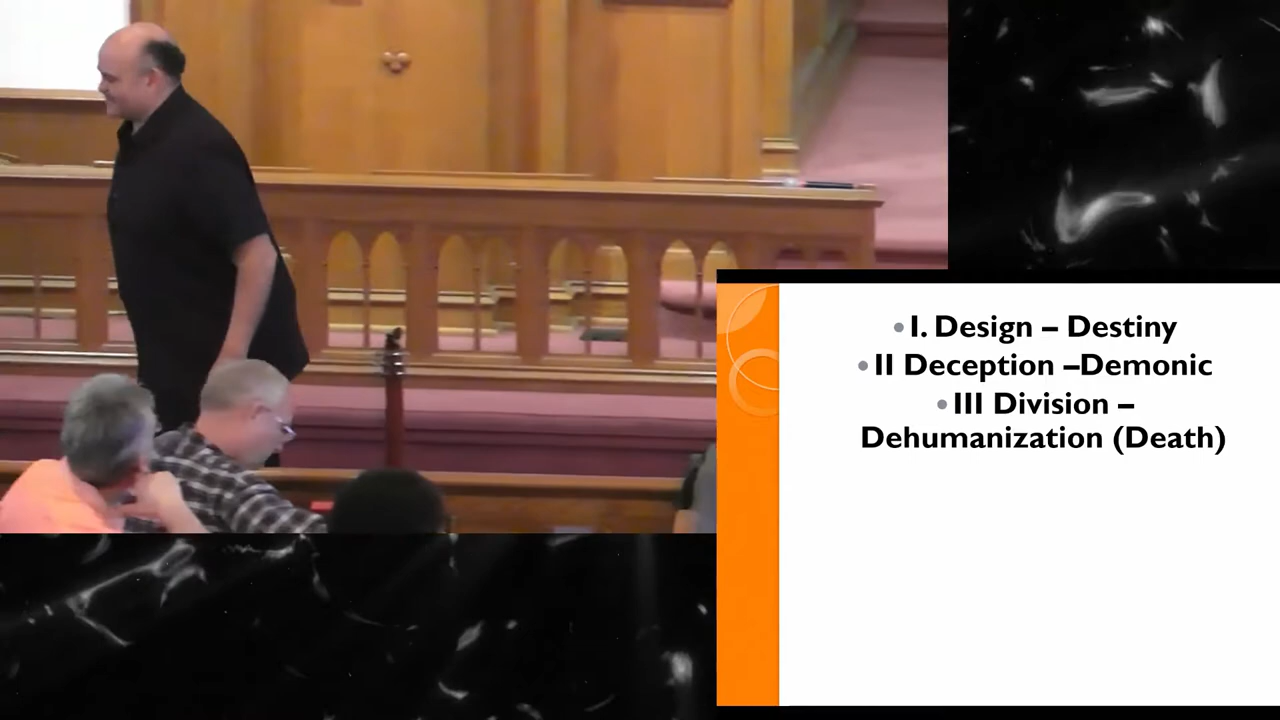 •I. Design – Destiny
•II Deception –Demonic
•III Division –
Dehumanization (Death)